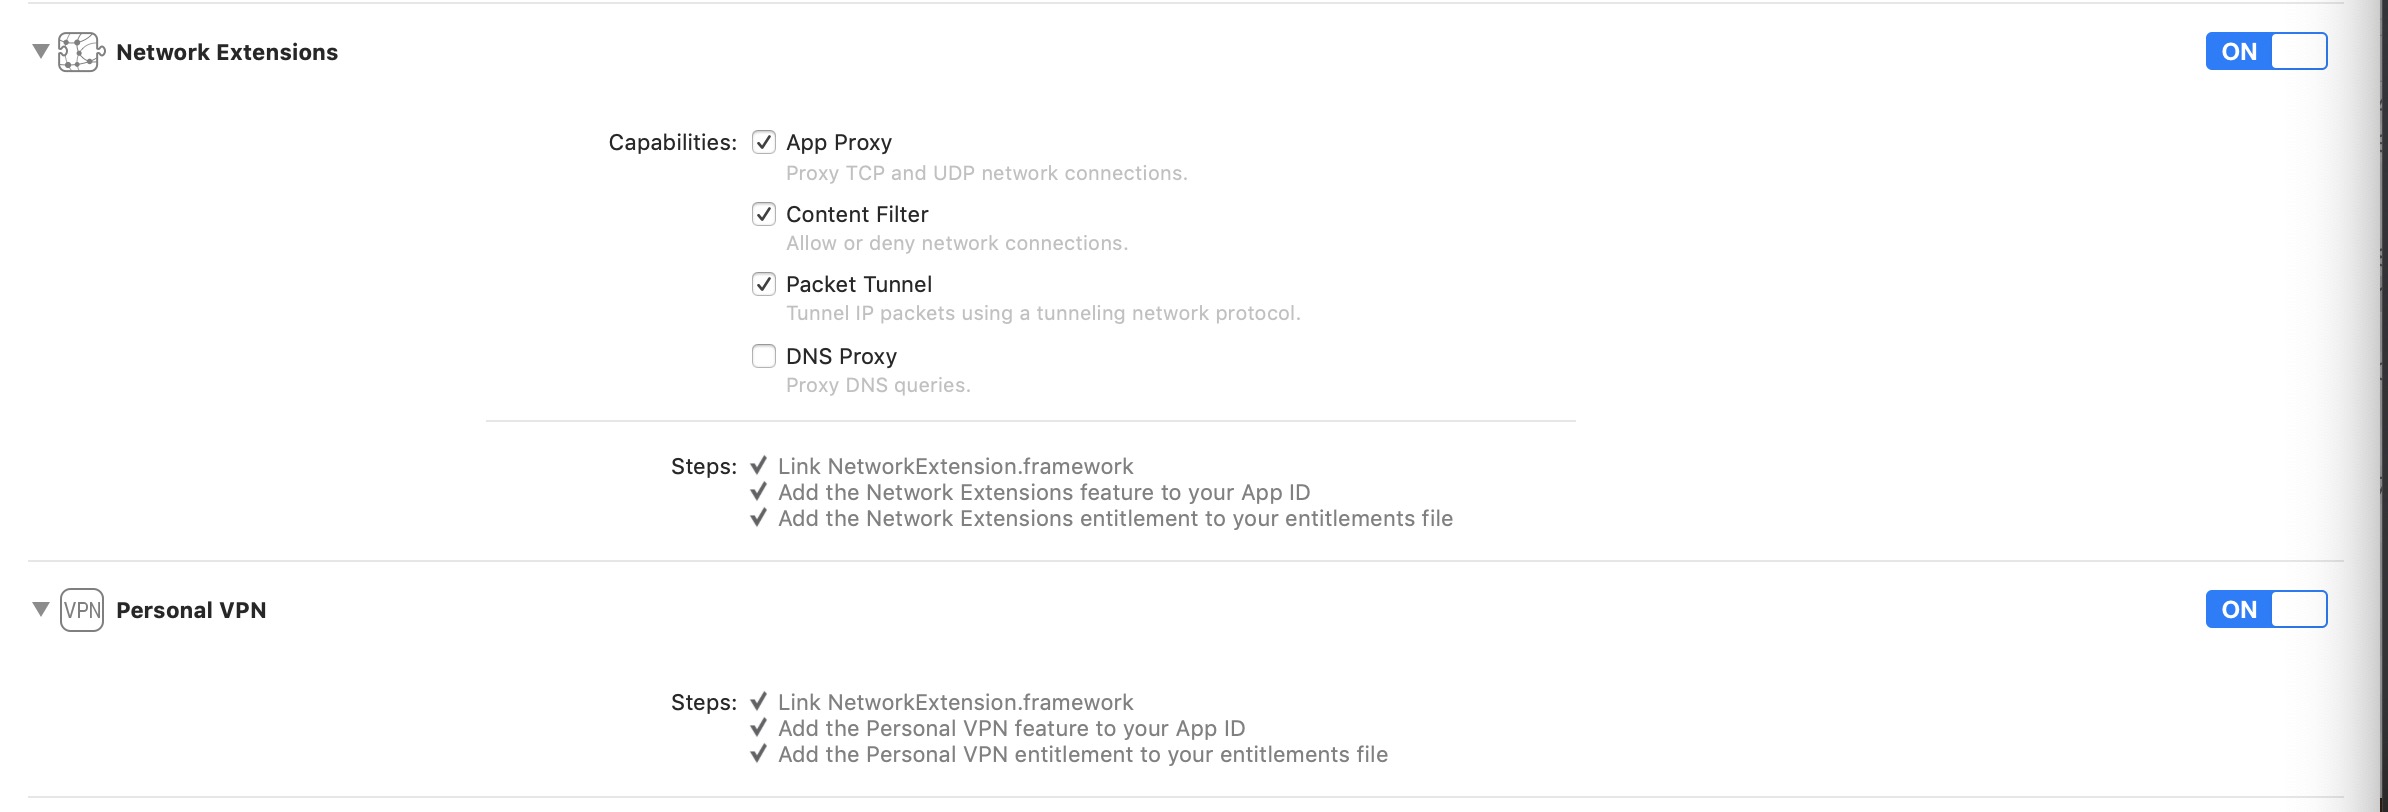 Network Extensions
ON
Capabilities:
App Proxy
Proxy TCP and UDP network connections.
Content Filter
Allow or deny network connections.
Packet Tunnel
Tunnel IP packets using a tunneling network protocol.
DNS Proxy
Proxy DNS queries.
Steps:
Link NetworkExtension.framework
Add the Network Extensions feature to your App ID
Add the Network Extensions entitlement to your entitlements file
VPN
Personal VPN
ON
Steps:
Link NetworkExtension.framework
Add the Personal VPN feature to your App ID
Add the Personal VPN entitlement to your entitlements file